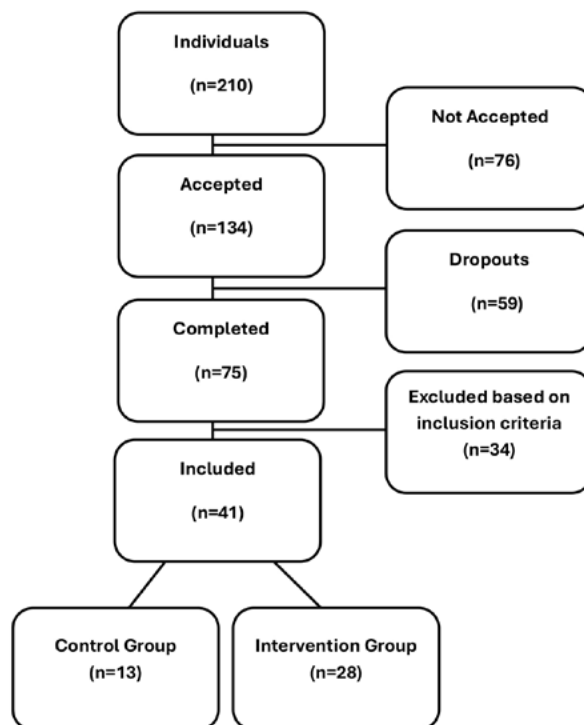 Individuals
(n=210)
Not Accepted
(n=76)
Accepted
(n=134)
Dropouts
(n=59)
Completed
(n=75)
Excluded based on
inclusion criteria
(n=34)
Included
(n=41)
Control Group
(n=13)
Intervention Group
(n=28)